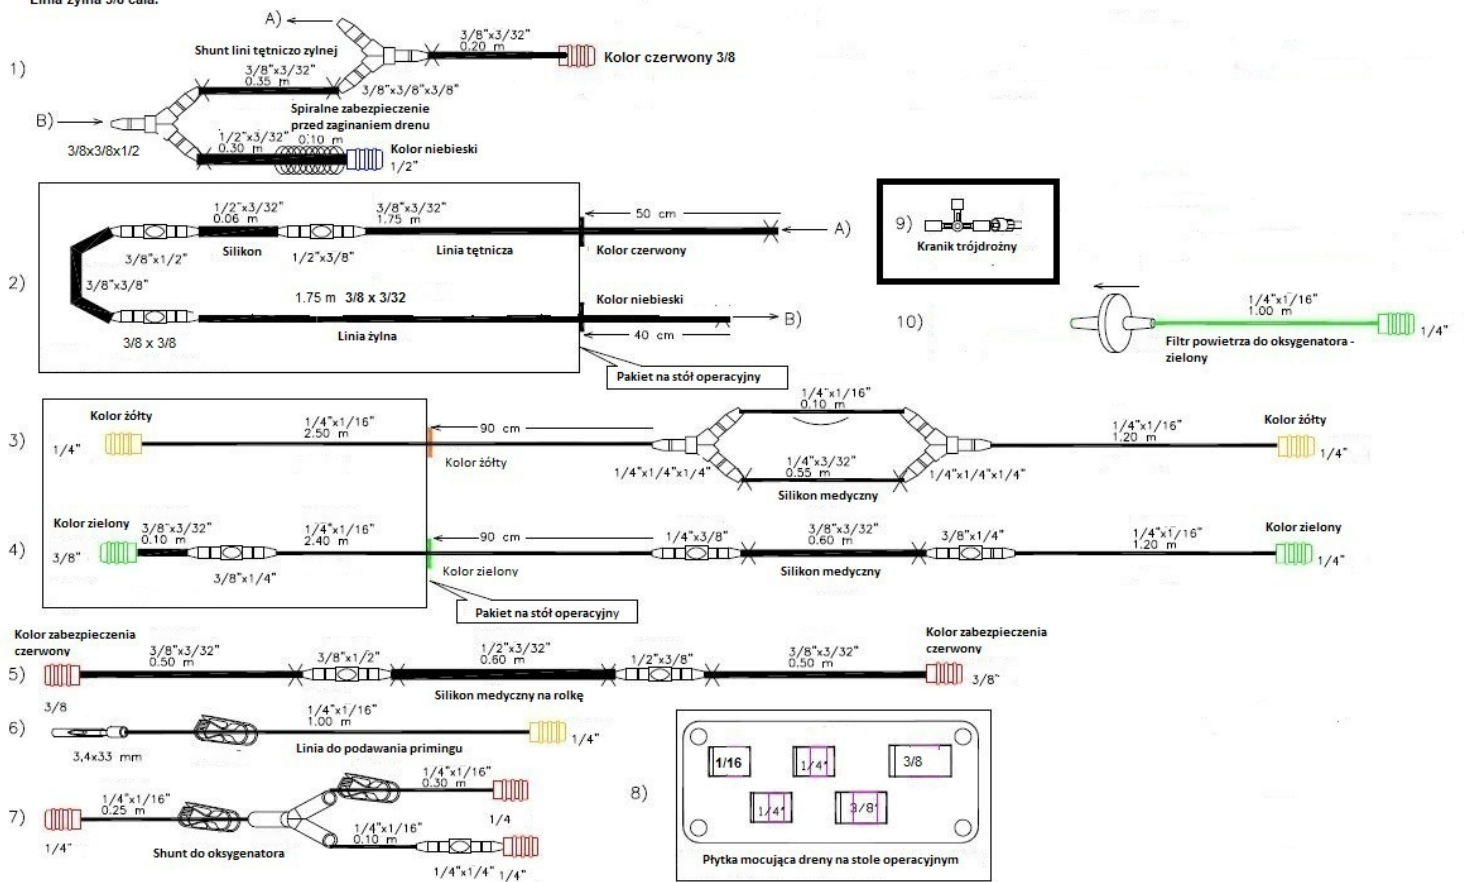 Linia żylna 3/8 cala.
1)
A)
Shunt lini tętniczo zylnej
3/8"x3/32"
0.20 m
Kolor czerwony 3/8
3/8"x3/32"
0.35 m
3/8"x3/8"x3/8"
B)
3/8x3/8x1/2
Spiralne zabezpieczenie
przed zaginaniem drenu
1/2"x3/32"
0.30 m
0.10 m
Kolor niebieski
1/2"
2)
3/8"x1/2"
1/2"x3/32"
0.06 m
Silikon
1/2"x3/8"
3/8"x3/32"
1.75 m
Linia tętnicza
50 cm
Kolor czerwony
A)
3/8"x3/8"
3/8 x 3/8
1.75 m 3/8 x 3/32
Linia żylna
Kolor niebieski
40 cm
B)
Pakiet na stół operacyjny
9)
Kranik trójdrożny
10)
1/4"x1/16"
1.00 m
1/4"
Filtr powietrza do oksygenatora -
zielony
3)
Kolor żółty
1/4"
1/4"x1/16"
2.50 m
90 cm
Kolor żółty
1/4"x1/4"x1/4"
1/4"x1/16"
0.10 m
1/4"x3/32"
0.55 m
Silikon medyczny
1/4"x1/4"x1/4"
1/4"x1/16"
1.20 m
Kolor żółty
1/4"
4)
Kolor zielony
3/8"
3/8"x3/32"
0.10 m
3/8"x1/4"
1/4"x1/16"
2.40 m
90 cm
Kolor zielony
1/4"x3/8"
3/8"x3/32"
0.60 m
Silikon medyczny
3/8"x1/4"
1/4"x1/16"
1.20 m
Kolor zielony
1/4"
Pakiet na stół operacyjny
5)
Kolor zabezpieczenia
czerwony
3/8
3/8"x3/32"
0.50 m
3/8"x1/2"
1/2"x3/32"
0.60 m
Silikon medyczny na rolkę
1/2"x3/8"
3/8"x3/32"
0.50 m
Kolor zabezpieczenia
czerwony
3/8"
6)
3,4x33 mm
1/4"x1/16"
1.00 m
Linia do podawania primingu
1/4"
7)
1/4"
1/4"x1/16"
0.25 m
Shunt do oksygenatora
1/4"x1/16"
0.30 m
1/4
1/4"x1/16"
0.10 m
1/4"x1/4"
1/4"
8)
1/16
1/4"
3/8
1/4"
3/8"
Płytka mocująca dreny na stole operacyjnym